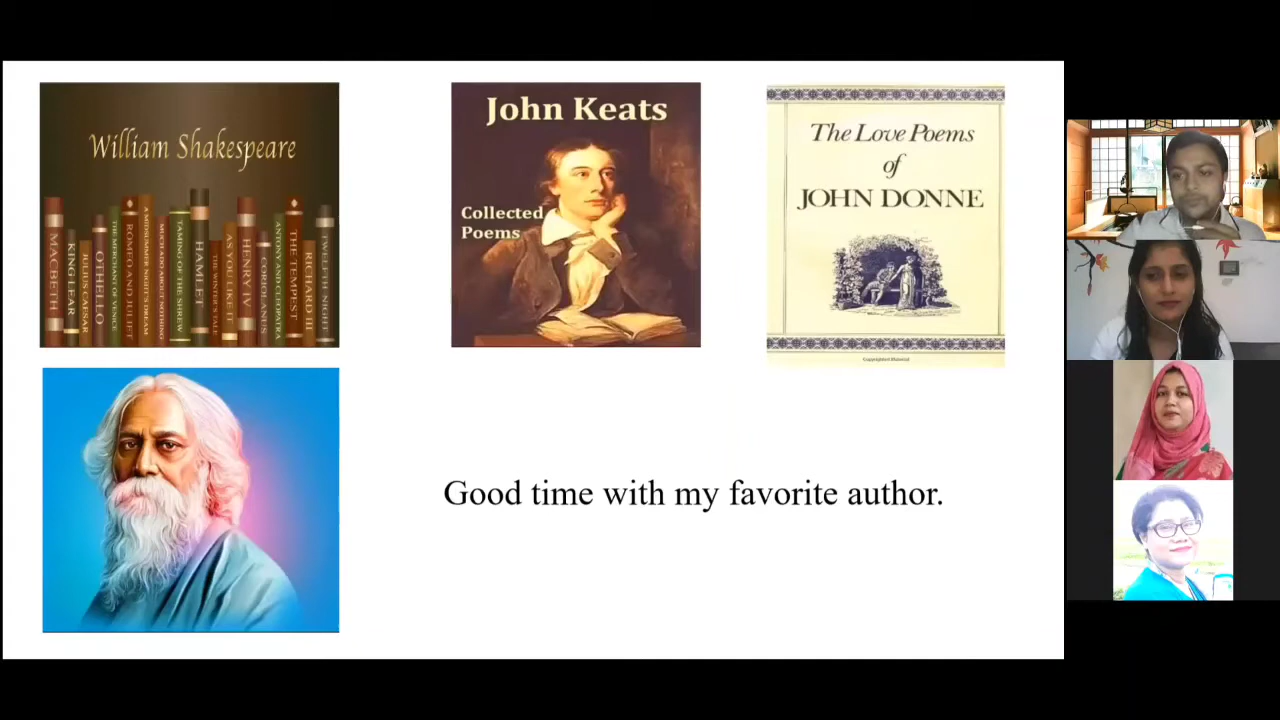 William Shakespeare
MACBETH
KING LEAR
JULIUS CAESAR
OTHELLO
THE MERCHANT OF VENICE
ROMEO AND JULIET
A MIDSUMMER NIGHT'S DREAM
MUCH ADO ABOUT NOTHING
TAMING OF THE SHREW
HAMLET
THE WINTER'S TALE
AS YOU LIKE IT
HENRY IV
CORIOLANUS
ANTONY AND CLEOPATRA
THE TEMPEST
RICHARD III
TWELFTH NIGHT
John Keats
Collected
Poems
The Love Poems
of
JOHN DONNE
Copyrighted Material
Good time with my favorite author.